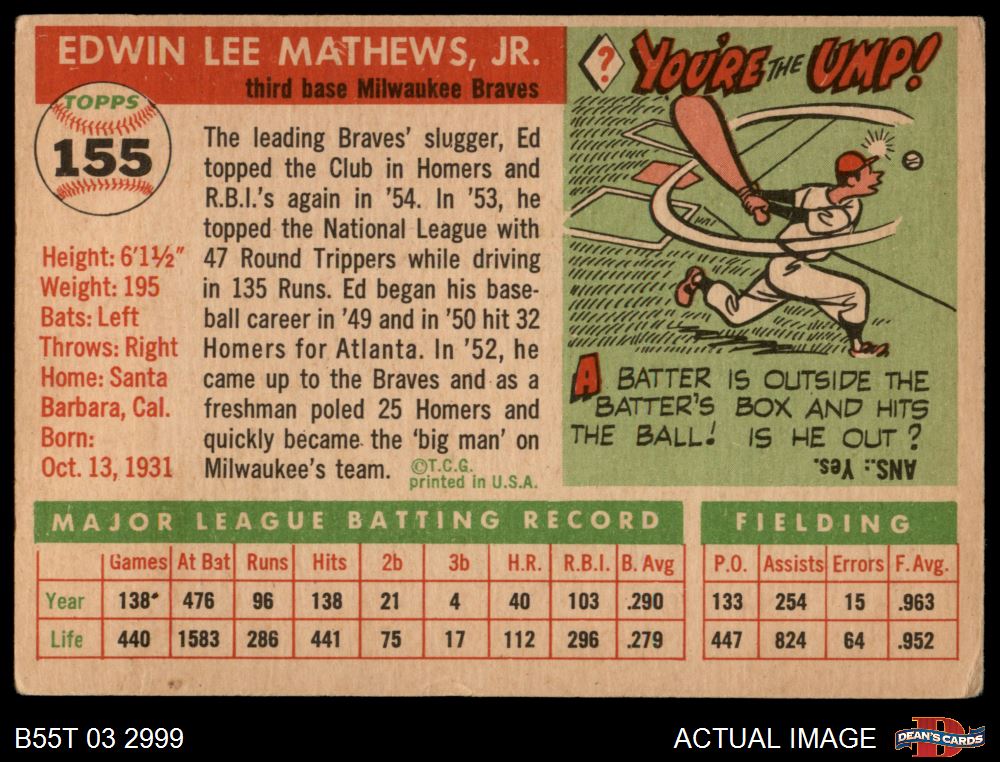 EDWIN LEE MATHEWS, JR.
third base Milwaukee Braves
TOPPS
155
Height: 6'1½"
Weight: 195
Bats: Left
Throws: Right
Home: Santa
Barbara, Cal.
Born:
Oct. 13, 1931
The leading Braves' slugger, Ed
topped the Club in Homers and
R.B.I.'s again in '54. In '53, he
topped the National League with
47 Round Trippers while driving
in 135 Runs. Ed began his base-
ball career in '49 and in '50 hit 32
Homers for Atlanta. In '52, he
came up to the Braves and as a
freshman poled 25 Homers and
quickly became the 'big man' on
Milwaukee's team.
©T.C.G.
printed in U.S.A.
? YOU'RE THE UMP!
A BATTER IS OUTSIDE THE
BATTER'S BOX AND HITS
THE BALL! IS HE OUT?
ANS.: Yes.
MAJOR LEAGUE BATTING RECORD FIELDING
Games At Bat Runs Hits 2b 3b H.R. R.B.I. B. Avg P.O. Assists Errors F. Avg.
Year 138* 476 96 138 21 4 40 103 .290 133 254 15 .963
Life 440 1583 286 441 75 17 112 296 .279 447 824 64 .952
B55T 03 2999
ACTUAL IMAGE
D
DEAN'S CARDS